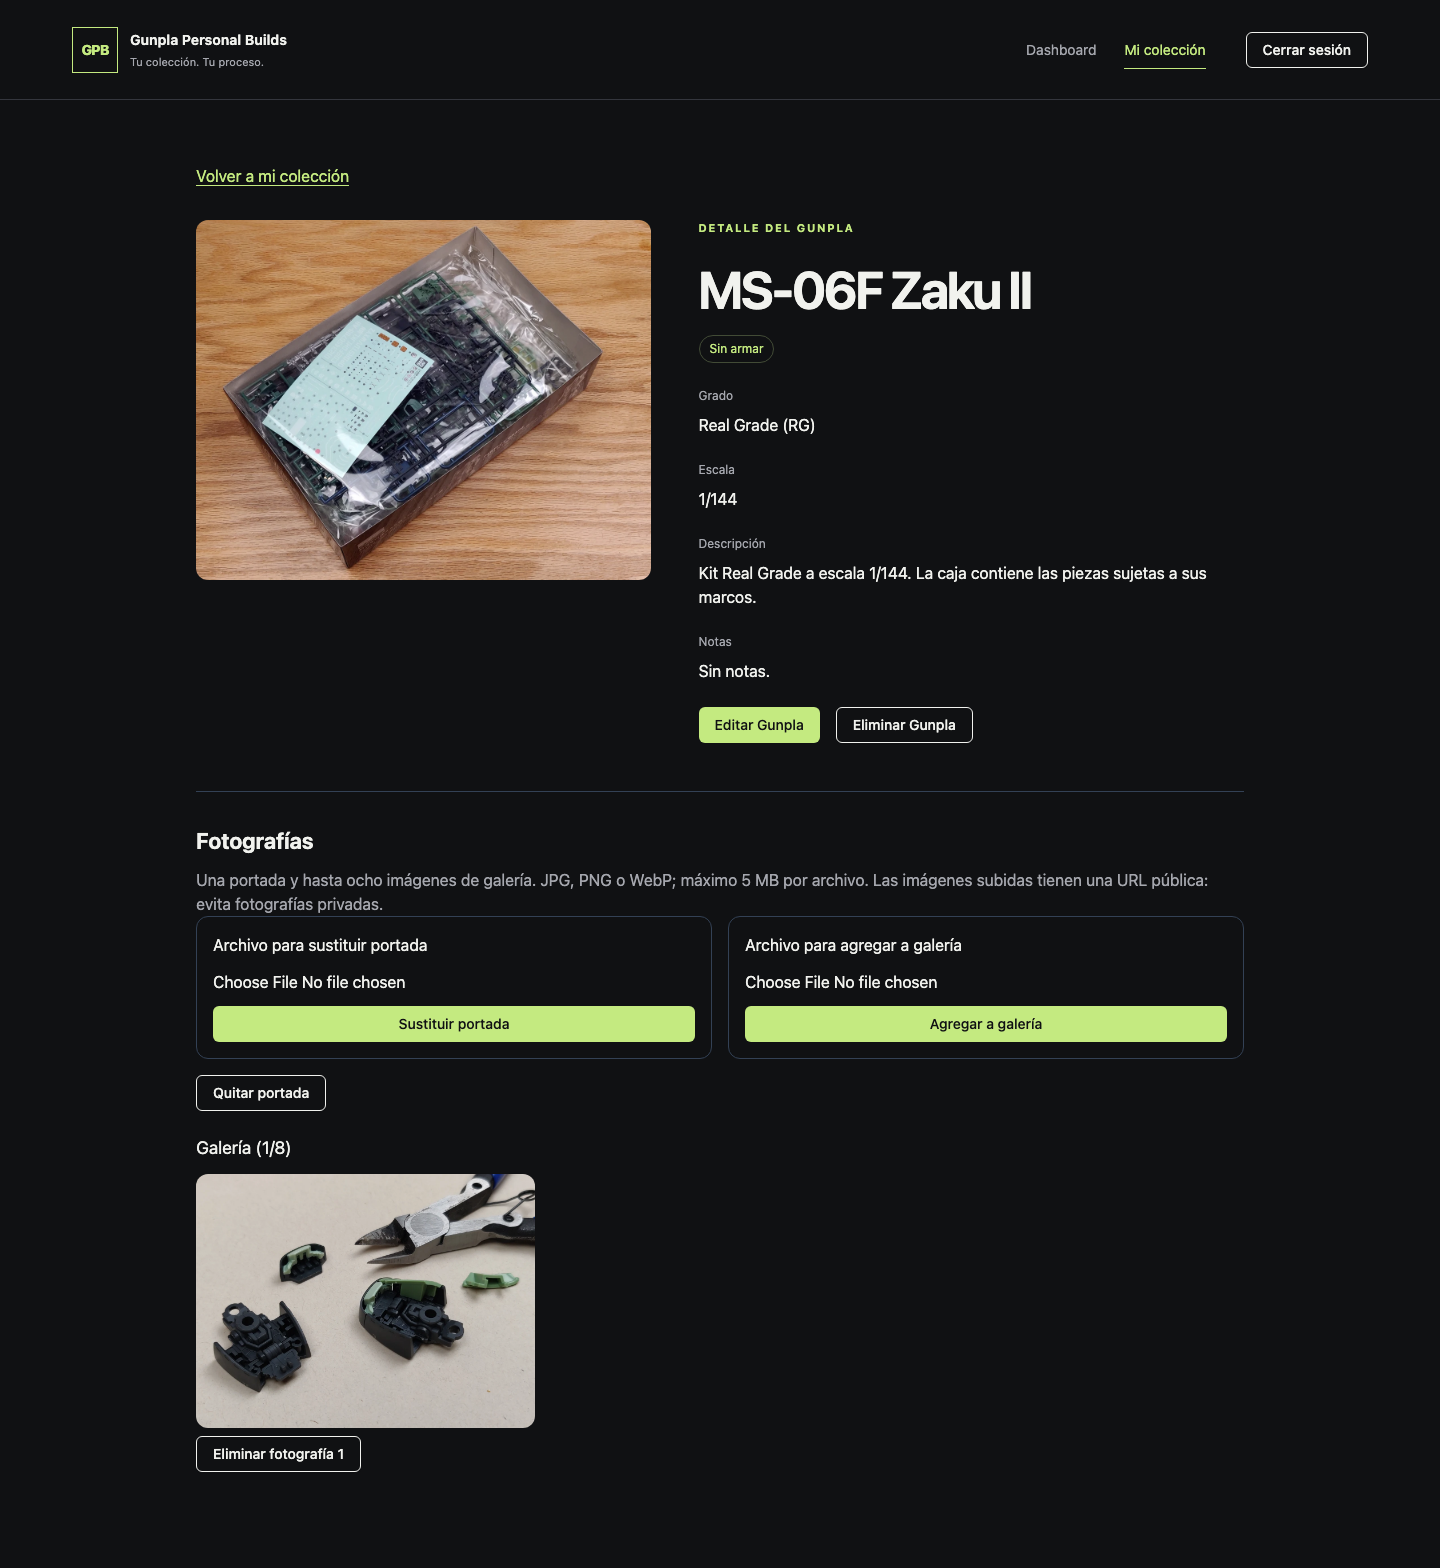 GPB
Gunpla Personal Builds
Tu colección. Tu proceso.
Dashboard
Mi colección
Cerrar sesión
Volver a mi colección
DETALLE DEL GUNPLA
MS-06F Zaku II
Sin armar
Grado
Real Grade (RG)
Escala
1/144
Descripción
Kit Real Grade a escala 1/144. La caja contiene las piezas sujetas a sus
marcos.
Notas
Sin notas.
Editar Gunpla
Eliminar Gunpla
Fotografías
Una portada y hasta ocho imágenes de galería. JPG, PNG o WebP; máximo 5 MB por archivo. Las imágenes subidas tienen una URL pública:
evita fotografías privadas.
Archivo para sustituir portada
Choose File No file chosen
Sustituir portada
Archivo para agregar a galería
Choose File No file chosen
Agregar a galería
Quitar portada
Galería (1/8)
Eliminar fotografía 1